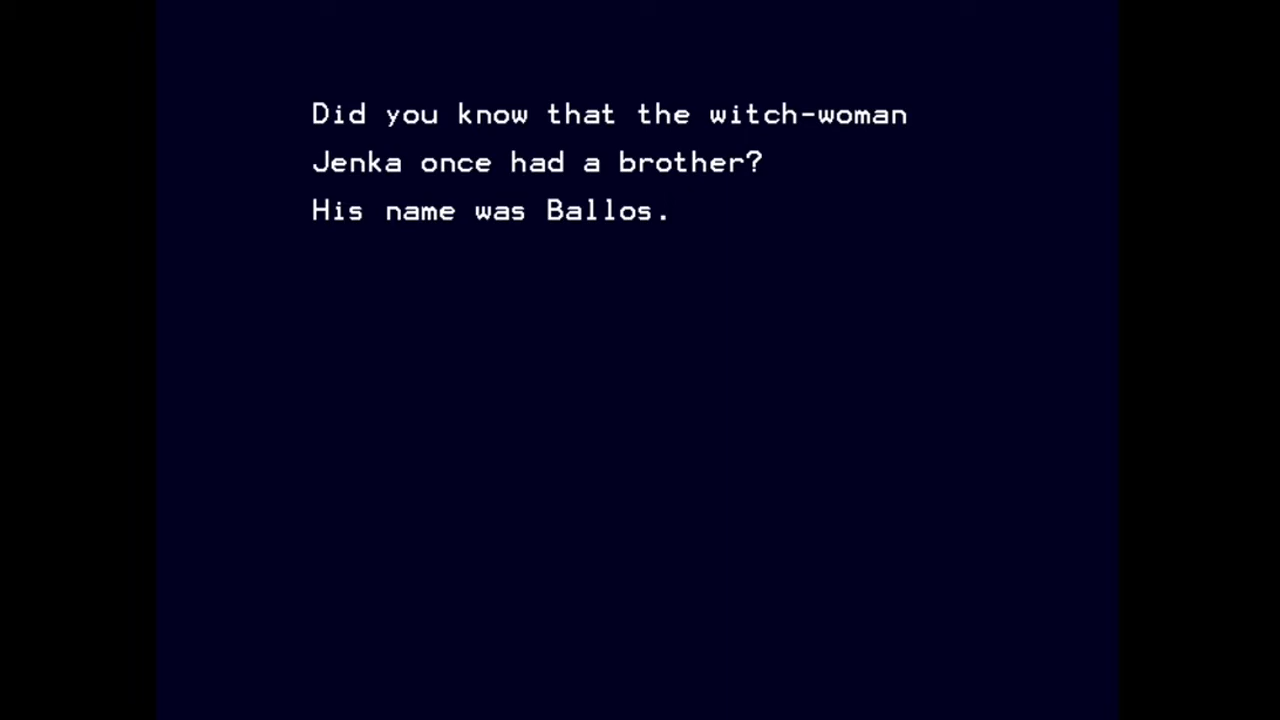 Did you know that the witch-woman
Jenka once had a brother?
His name was Ballos.